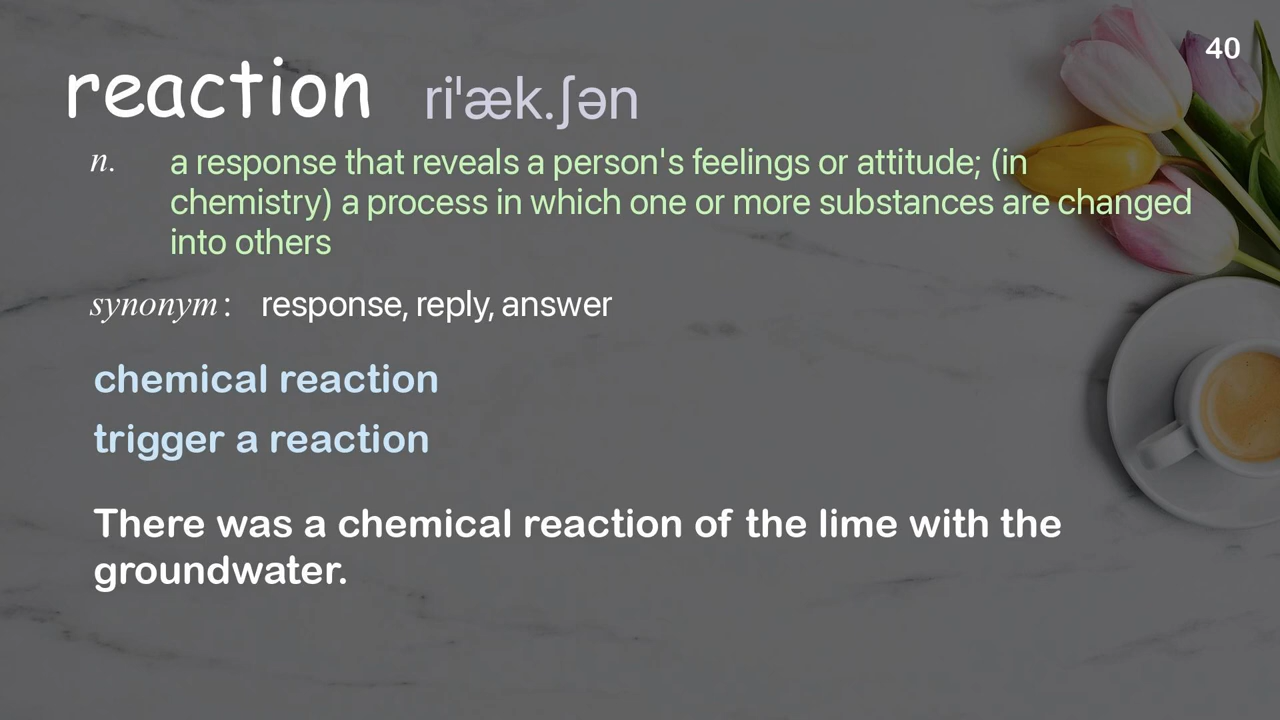 40
reaction riˈæk.ʃən
n. a response that reveals a person's feelings or attitude; (in
chemistry) a process in which one or more substances are changed
into others
synonym: response, reply, answer
chemical reaction
trigger a reaction
There was a chemical reaction of the lime with the
groundwater.